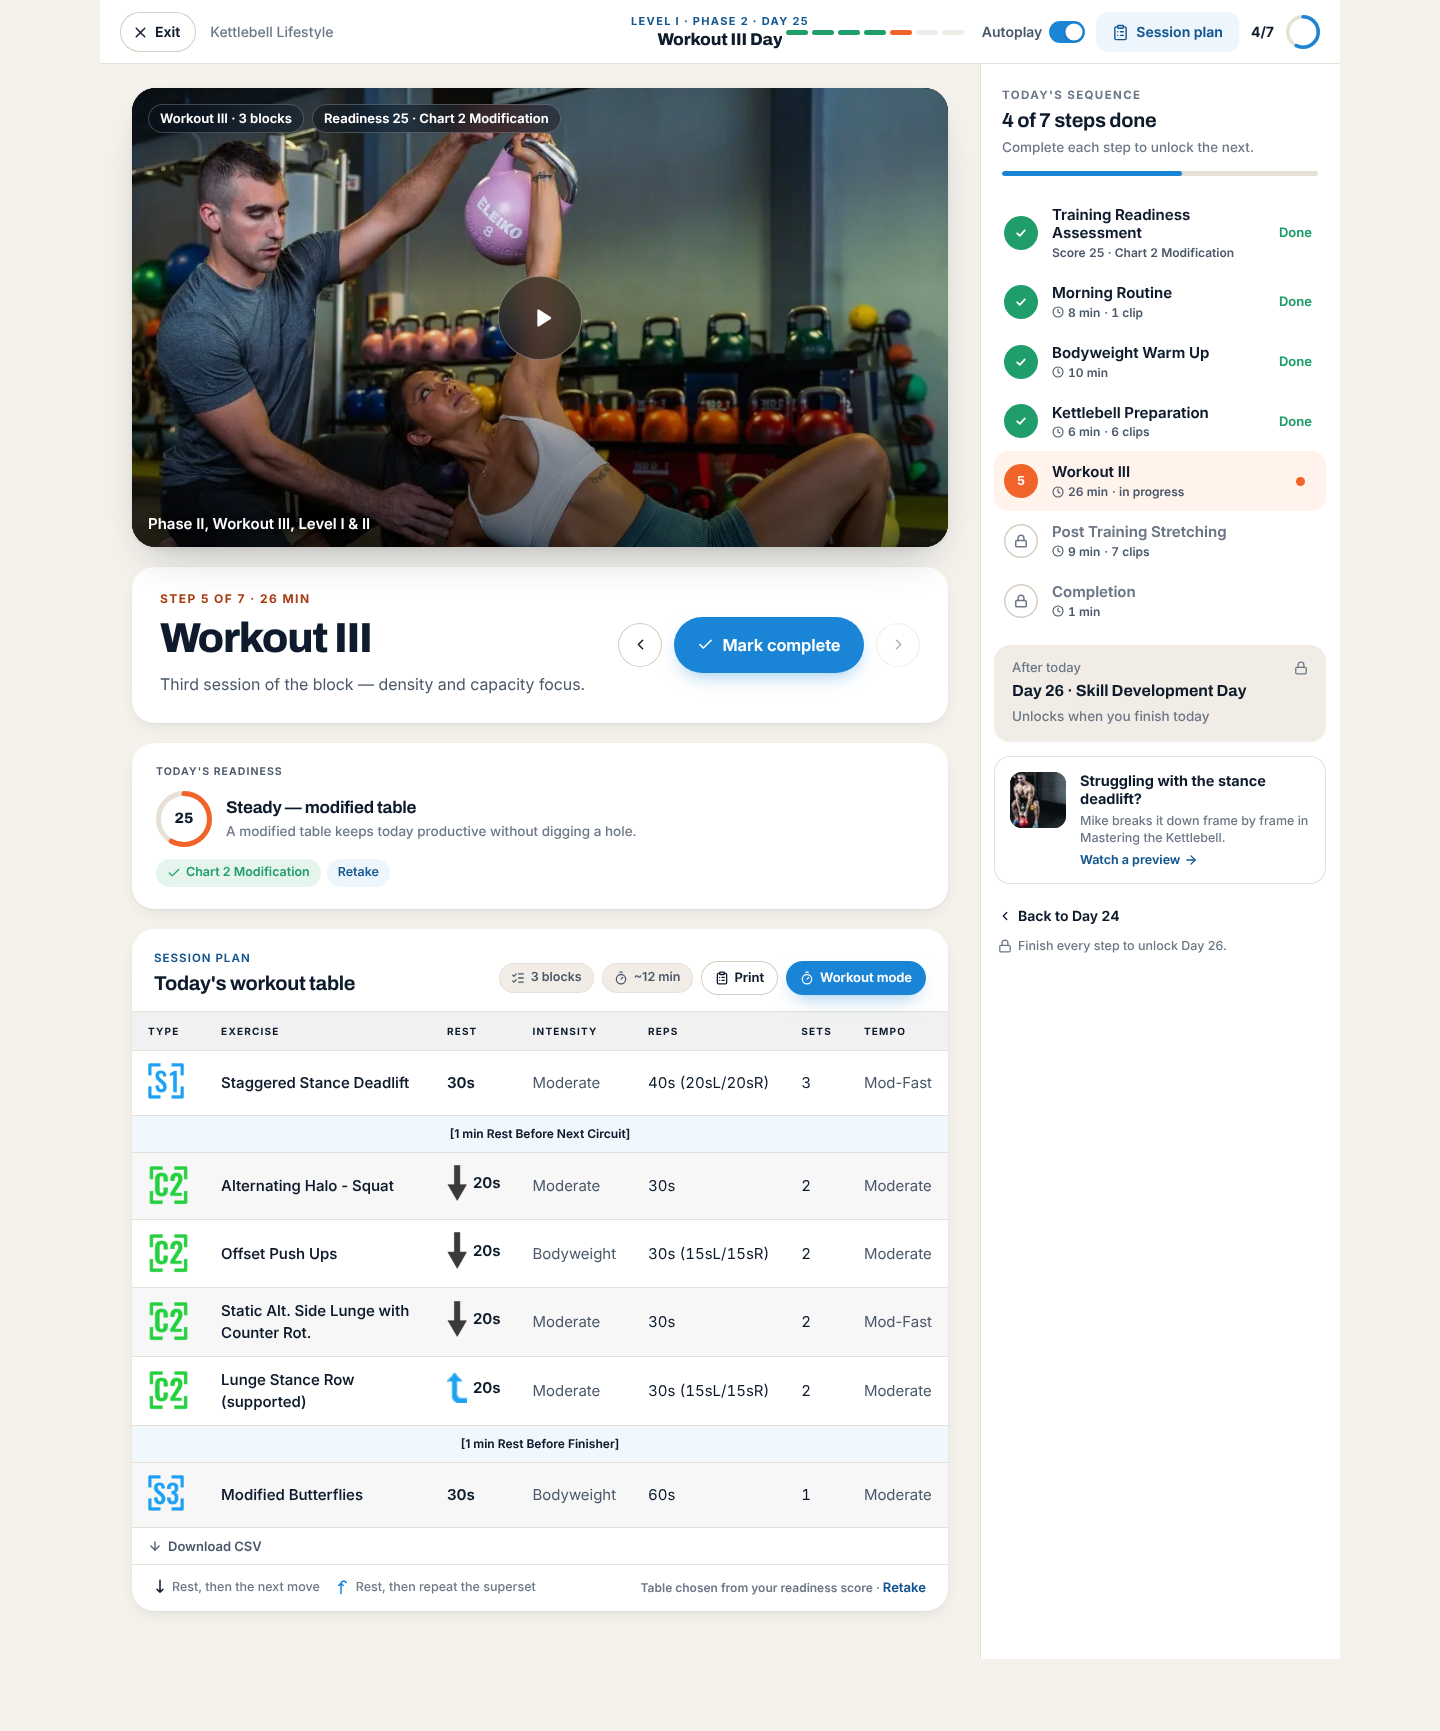 Exit
Kettlebell Lifestyle
LEVEL I · PHASE 2 · DAY 25
Workout III Day
Autoplay
Session plan
4/7
Workout III · 3 blocks
Readiness 25 · Chart 2 Modification
ELEIKO
8
Phase II, Workout III, Level I & II
STEP 5 OF 7 · 26 MIN
Workout III
Third session of the block — density and capacity focus.
Mark complete
TODAY'S READINESS
25
Steady — modified table
A modified table keeps today productive without digging a hole.
Chart 2 Modification
Retake
SESSION PLAN
Today's workout table
3 blocks
~12 min
Print
Workout mode
TYPE EXERCISE REST INTENSITY REPS SETS TEMPO
S1 Staggered Stance Deadlift 30s Moderate 40s (20sL/20sR) 3 Mod-Fast
[1 min Rest Before Next Circuit]
C2 Alternating Halo - Squat 20s Moderate 30s 2 Moderate
C2 Offset Push Ups 20s Bodyweight 30s (15sL/15sR) 2 Moderate
C2 Static Alt. Side Lunge with Counter Rot. 20s Moderate 30s 2 Mod-Fast
C2 Lunge Stance Row (supported) 20s Moderate 30s (15sL/15sR) 2 Moderate
[1 min Rest Before Finisher]
S3 Modified Butterflies 30s Bodyweight 60s 1 Moderate
Download CSV
Rest, then the next move
Rest, then repeat the superset
Table chosen from your readiness score · Retake
TODAY'S SEQUENCE
4 of 7 steps done
Complete each step to unlock the next.
Training Readiness
Assessment
Score 25 · Chart 2 Modification
Done
Morning Routine
8 min · 1 clip
Done
Bodyweight Warm Up
10 min
Done
Kettlebell Preparation
6 min · 6 clips
Done
5
Workout III
26 min · in progress
Post Training Stretching
9 min · 7 clips
Completion
1 min
After today
Day 26 · Skill Development Day
Unlocks when you finish today
Struggling with the stance
deadlift?
Mike breaks it down frame by frame in
Mastering the Kettlebell.
Watch a preview
Back to Day 24
Finish every step to unlock Day 26.